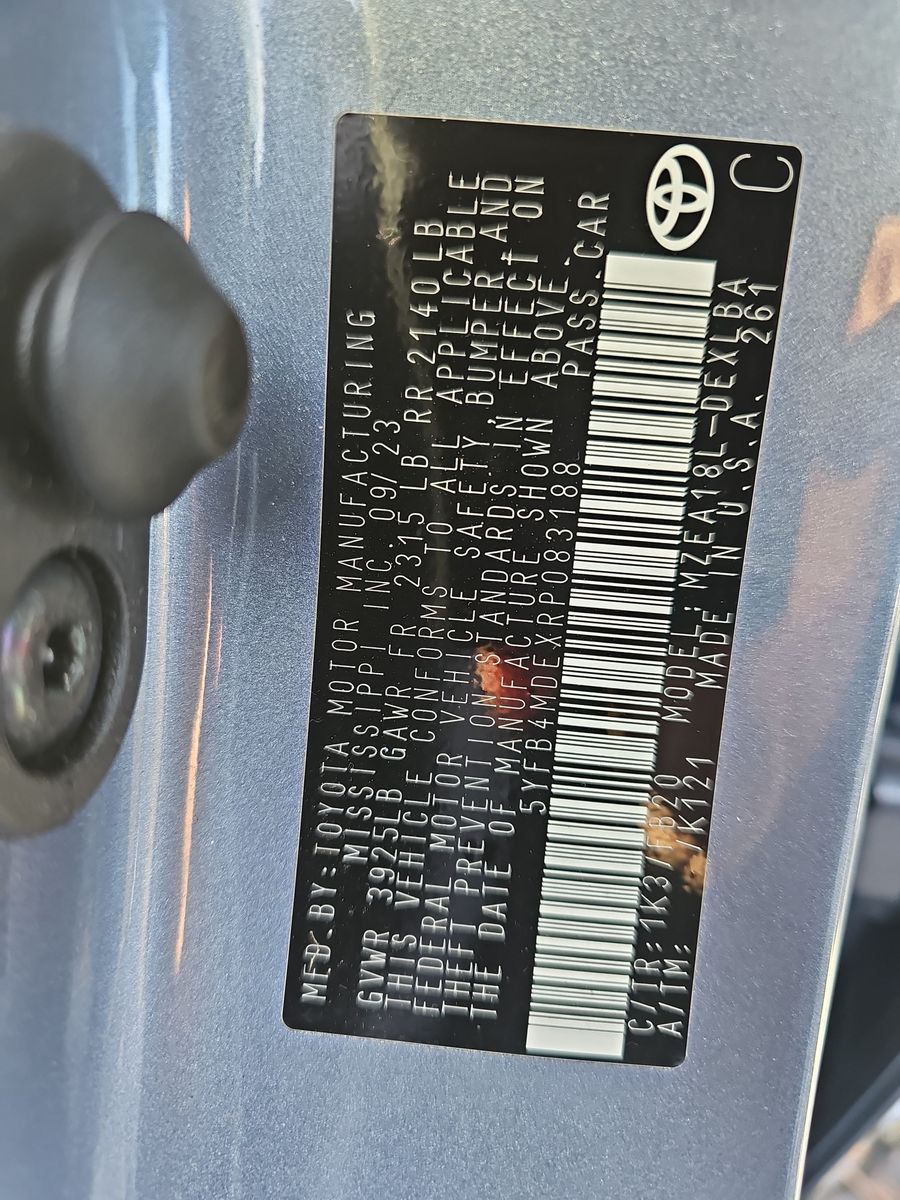 MFD.BY:TOYOTA MOTOR MANUFACTURING
MISSISSIPPI INC. 09/23
GVWR 3925LB GAWR FR 2315 LB RR 2140LB
THIS VEHICLE CONFORMS TO ALL APPLICABLE
FEDERAL MOTOR VEHICLE SAFETY BUMPER AND
THEFT PREVENTION STANDARDS IN EFFECT ON
THE DATE OF MANUFACTURE SHOWN ABOVE.
5YFB4MDEXRP083188 PASS.CAR
C/TR:1K3/FB20 MODEL:MZEA18L-DEXLBA
A/TM: /K121 MADE IN U.S.A. 261
C